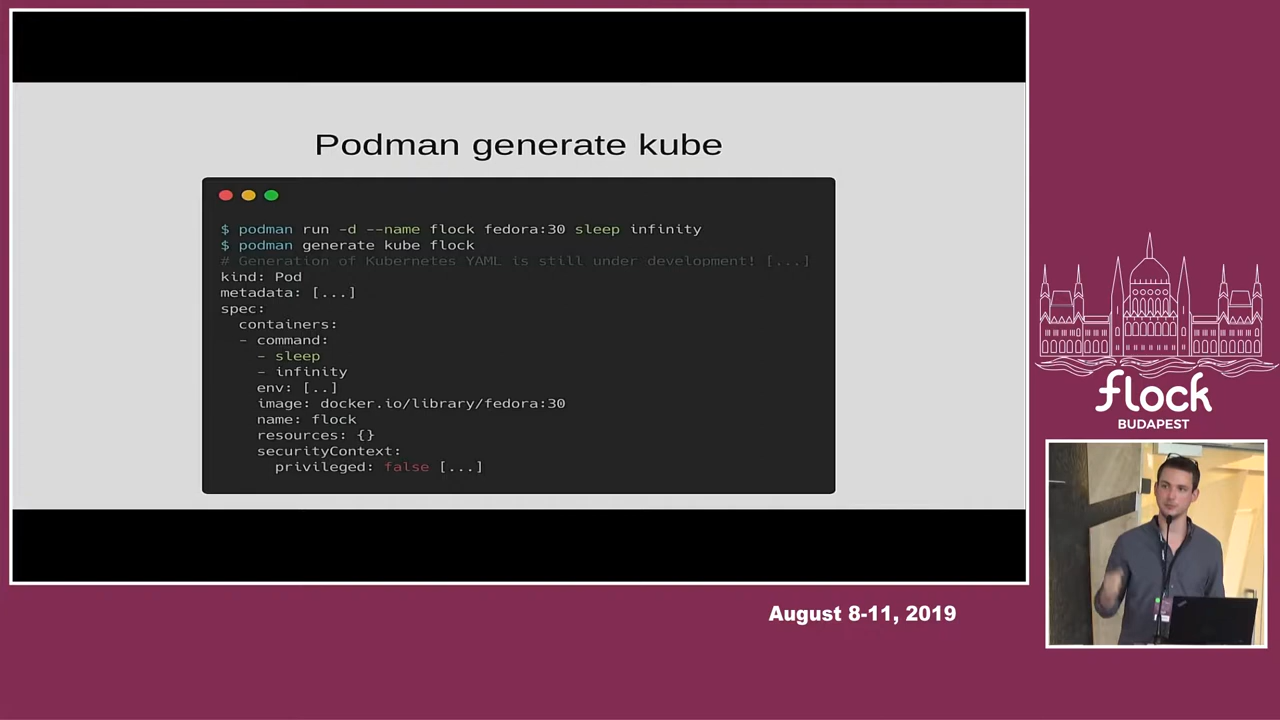 Podman generate kube
$ podman run -d --name flock fedora:30 sleep infinity
$ podman generate kube flock
# Generation of Kubernetes YAML is still under development! [...]
kind: Pod
metadata: [...]
spec:
  containers:
  - command:
    - sleep
    - infinity
    env: [..]
    image: docker.io/library/fedora:30
    name: flock
    resources: {}
    securityContext:
      privileged: false [...]
flock
BUDAPEST
August 8-11, 2019